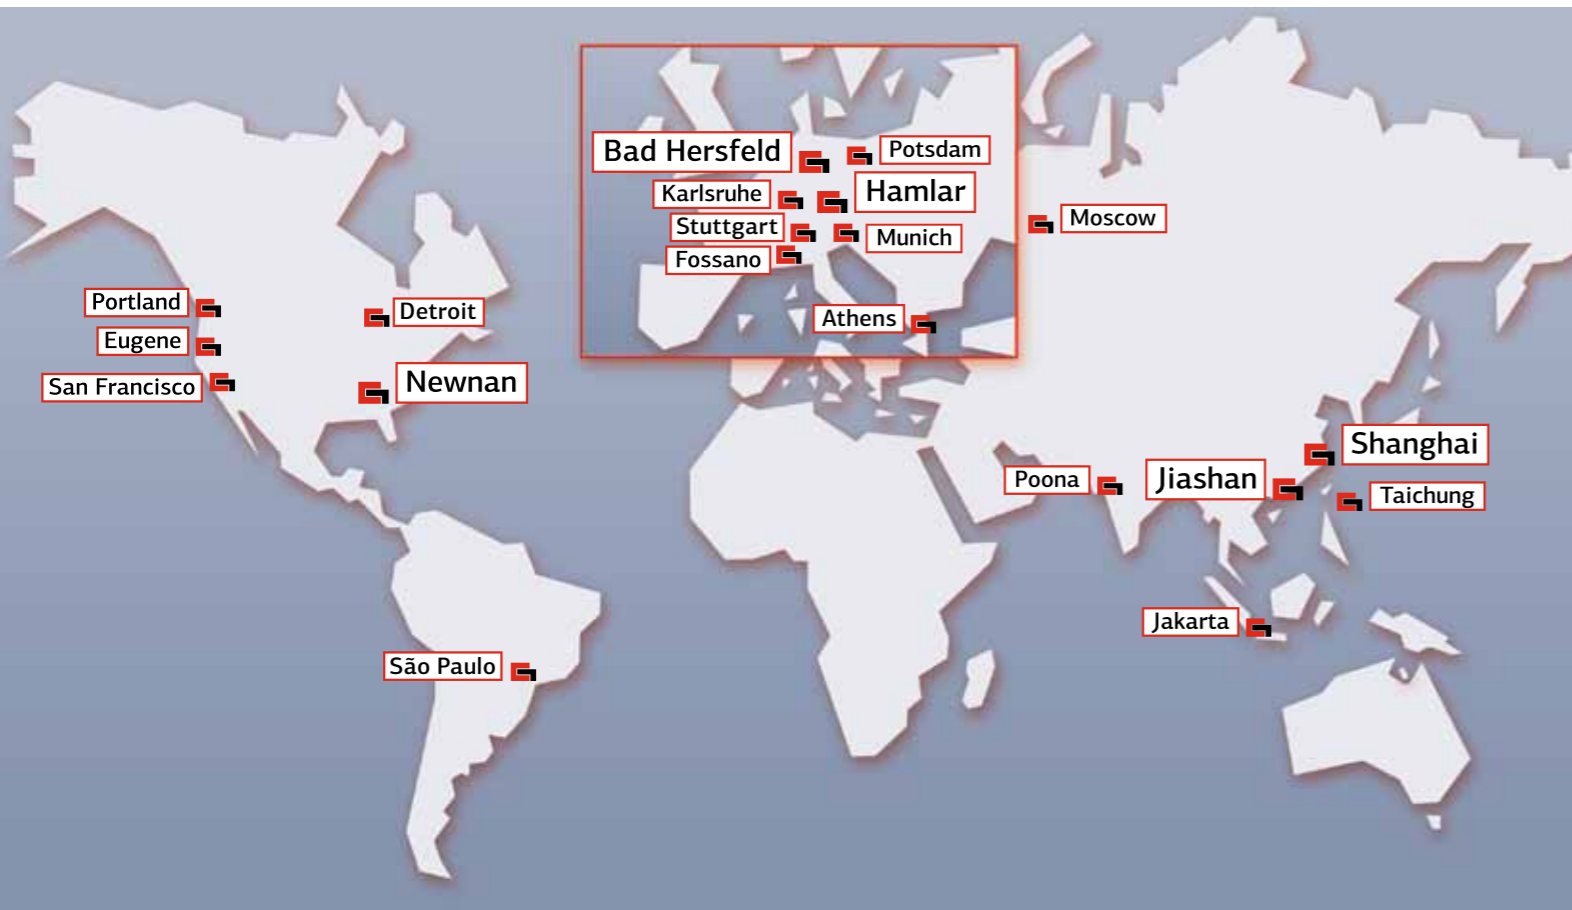 Bad Hersfeld
Potsdam
Karlsruhe
Hamlar
Stuttgart
Munich
Fossano
Athens
Moscow
Portland
Detroit
Eugene
San Francisco
Newnan
Shanghai
Poona
Jiashan
Taichung
Jakarta
São Paulo